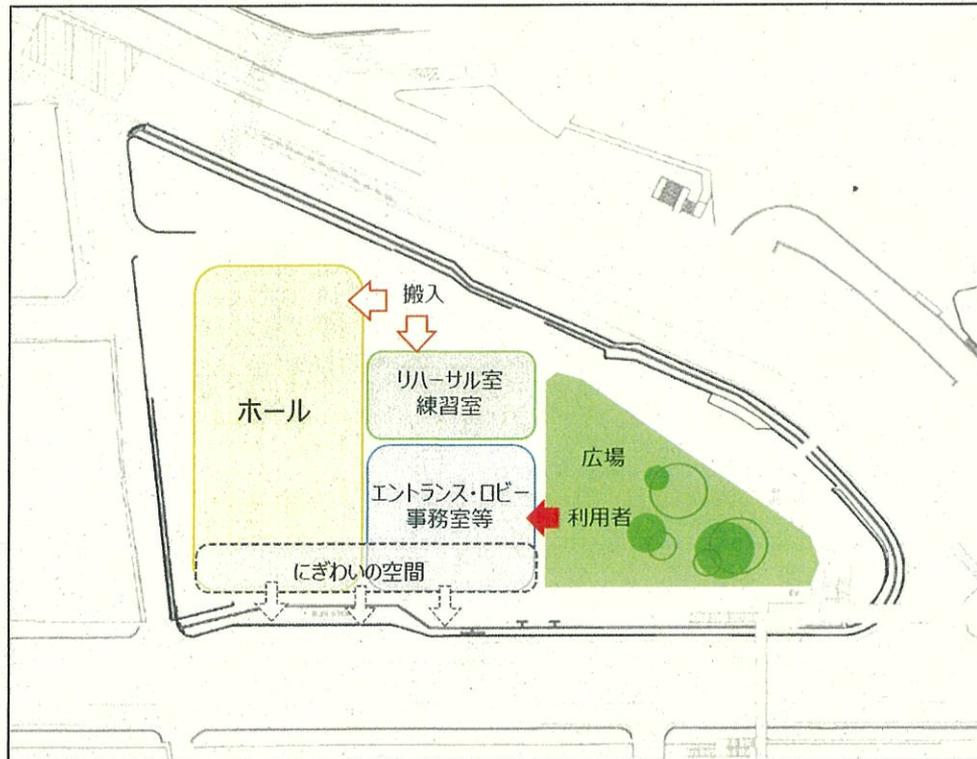 搬入
ホール
リハーサル室
練習室
広場
エントランス・ロビー
事務室等
利用者
にぎわいの空間